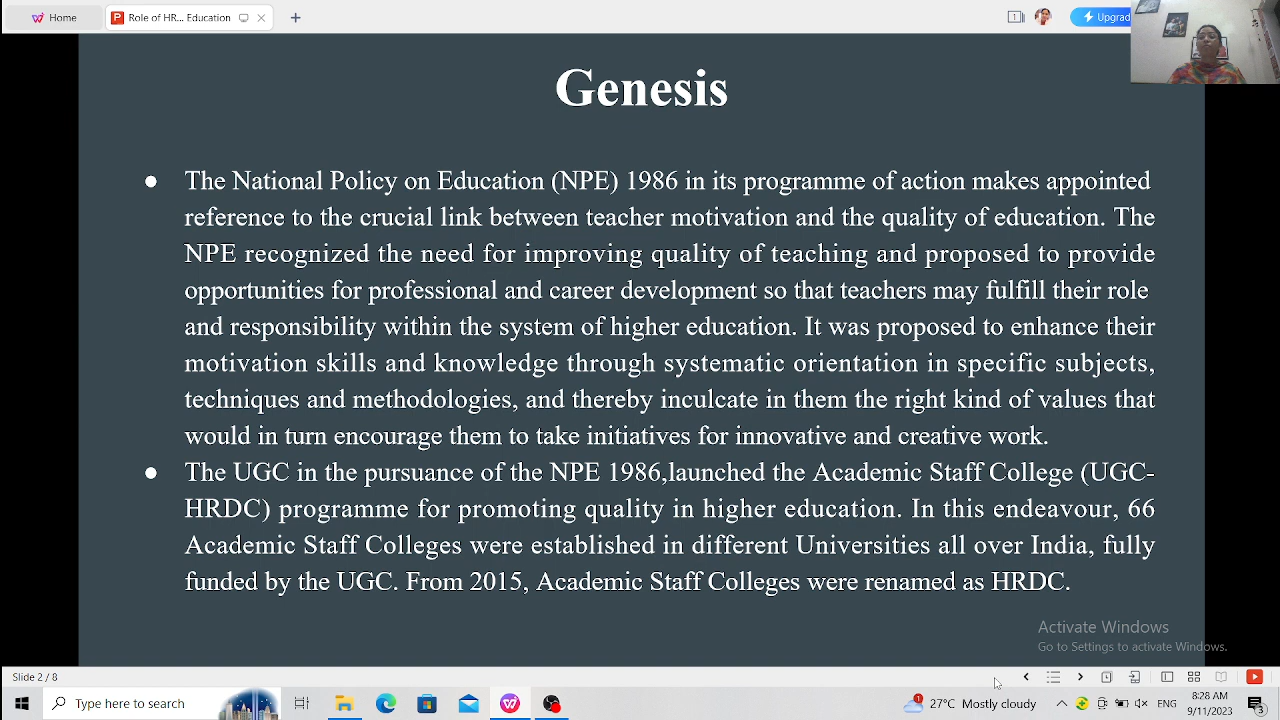 Home
Role of HR... Education
1
Upgrad
Genesis
The National Policy on Education (NPE) 1986 in its programme of action makes appointed
reference to the crucial link between teacher motivation and the quality of education. The
NPE recognized the need for improving quality of teaching and proposed to provide
opportunities for professional and career development so that teachers may fulfill their role
and responsibility within the system of higher education. It was proposed to enhance their
motivation skills and knowledge through systematic orientation in specific subjects,
techniques and methodologies, and thereby inculcate in them the right kind of values that
would in turn encourage them to take initiatives for innovative and creative work.
The UGC in the pursuance of the NPE 1986,launched the Academic Staff College (UGC-
HRDC) programme for promoting quality in higher education. In this endeavour, 66
Academic Staff Colleges were established in different Universities all over India, fully
funded by the UGC. From 2015, Academic Staff Colleges were renamed as HRDC.
Activate Windows
Go to Settings to activate Windows.
Slide 2 / 8
Type here to search
1
27°C Mostly cloudy
ENG
8:28 AM
9/11/2023
3